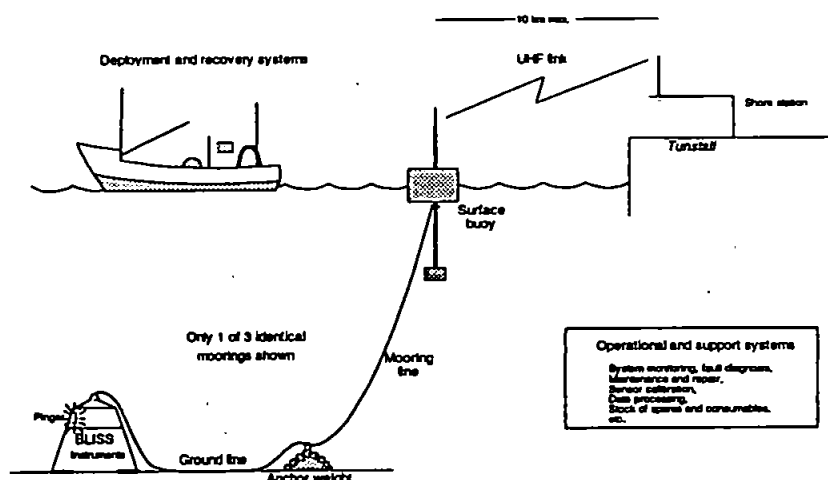 10 km max.
Deployment and recovery systems
UHF link
Shore station
Tunstall
Surface
buoy
Only 1 of 3 identical
moorings shown
Mooring
line
Operational and support systems
System monitoring, fault diagnosis,
Maintenance and repair,
Sensor calibration,
Data processing,
Stock of spares and consumables,
etc.
Pinger
BLISS
Instruments
Ground line
Anchor weight